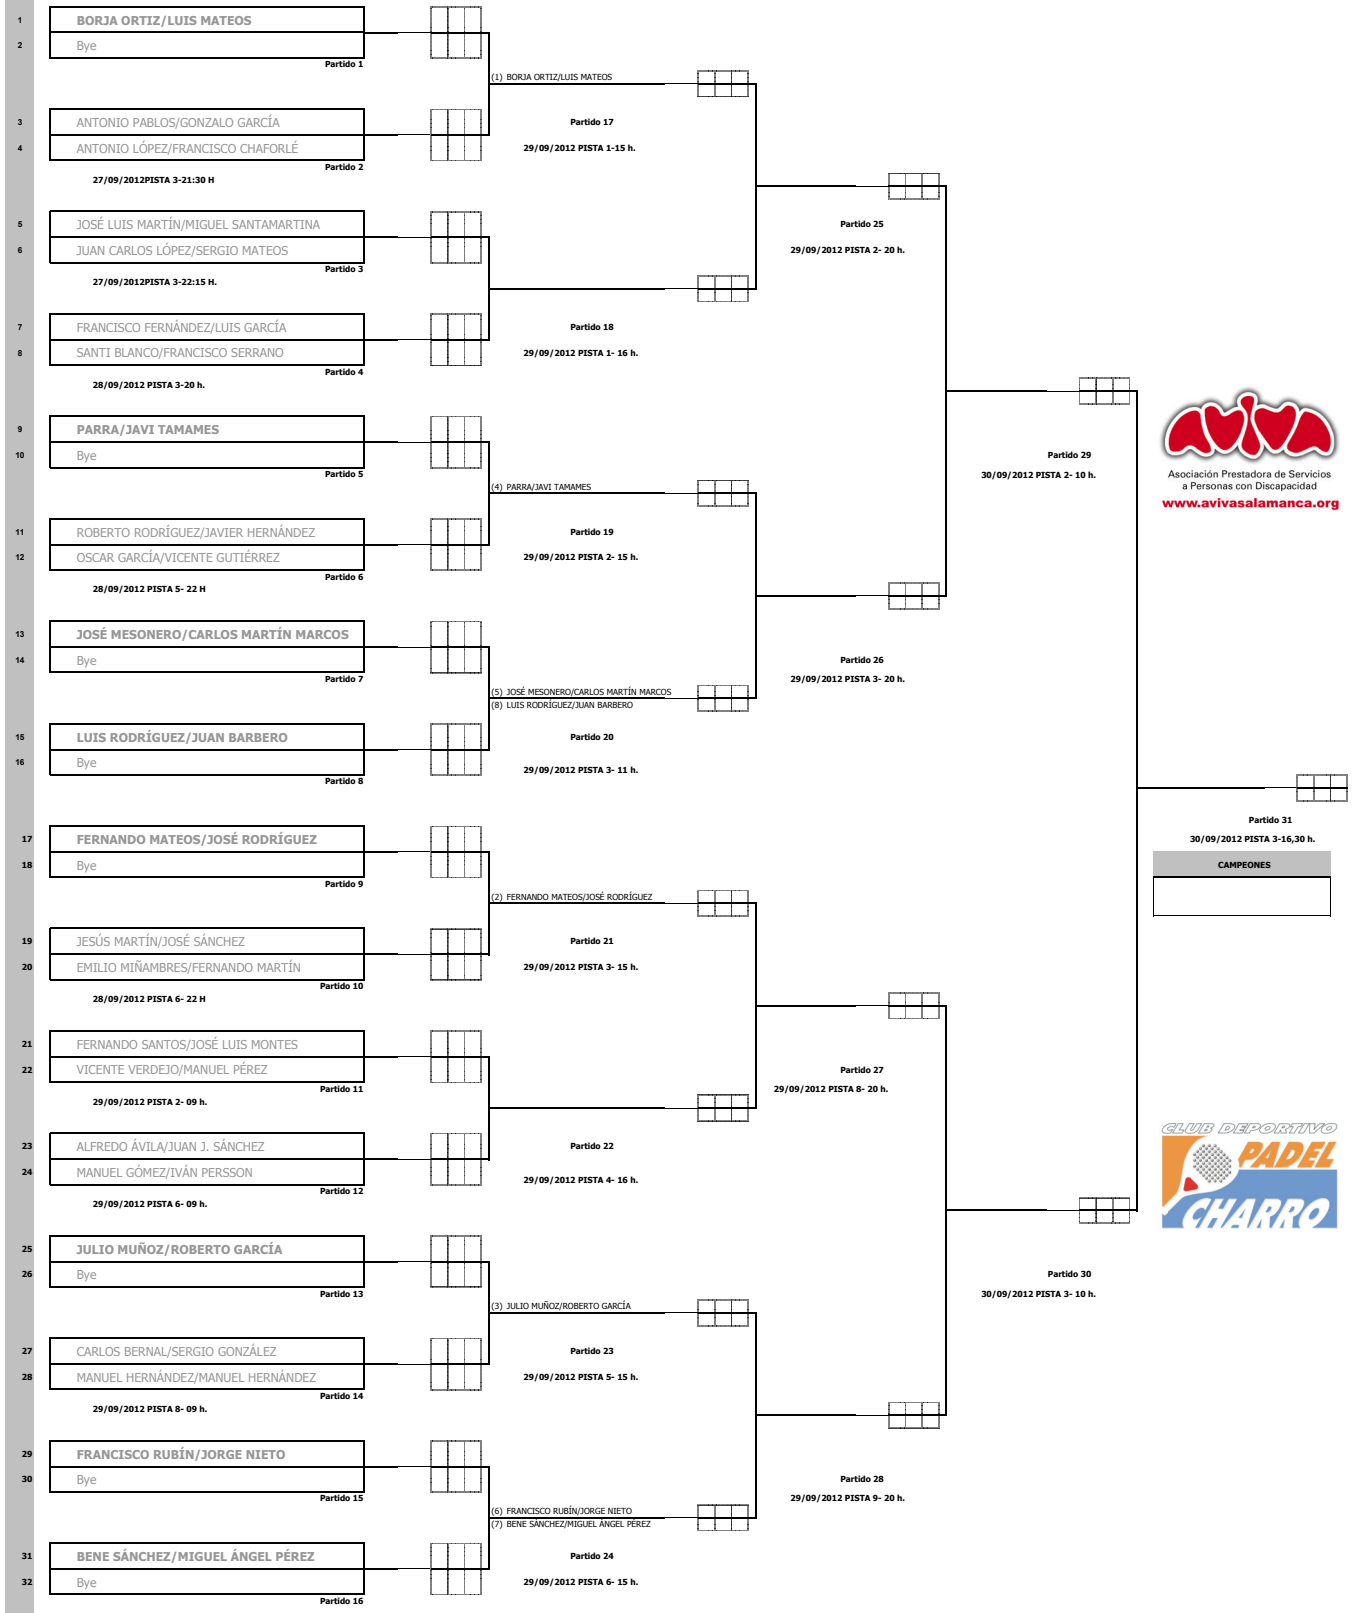 1 BORJA ORTIZ/LUIS MATEOS
2 Bye
Partido 1
(1) BORJA ORTIZ/LUIS MATEOS
3 ANTONIO PABLOS/GONZALO GARCÍA
Partido 17
4 ANTONIO LÓPEZ/FRANCISCO CHAFORLÉ
29/09/2012 PISTA 1-15 h.
Partido 2
27/09/2012PISTA 3-21:30 H
5 JOSÉ LUIS MARTÍN/MIGUEL SANTAMARTINA
Partido 25
6 JUAN CARLOS LÓPEZ/SERGIO MATEOS
29/09/2012 PISTA 2- 20 h.
Partido 3
27/09/2012PISTA 3-22:15 H.
7 FRANCISCO FERNÁNDEZ/LUIS GARCÍA
Partido 18
8 SANTI BLANCO/FRANCISCO SERRANO
29/09/2012 PISTA 1- 16 h.
Partido 4
28/09/2012 PISTA 3-20 h.
9 PARRA/JAVI TAMAMES
10 Bye
Partido 29
Partido 5
30/09/2012 PISTA 2- 10 h.
AVIVA
Asociación Prestadora de Servicios
a Personas con Discapacidad
www.avivasalamanca.org
(4) PARRA/JAVI TAMAMES
11 ROBERTO RODRÍGUEZ/JAVIER HERNÁNDEZ
Partido 19
12 OSCAR GARCÍA/VICENTE GUTIÉRREZ
29/09/2012 PISTA 2- 15 h.
Partido 6
28/09/2012 PISTA 5- 22 H
13 JOSÉ MESONERO/CARLOS MARTÍN MARCOS
14 Bye
Partido 26
Partido 7
29/09/2012 PISTA 3- 20 h.
(5) JOSÉ MESONERO/CARLOS MARTÍN MARCOS
(8) LUIS RODRÍGUEZ/JUAN BARBERO
15 LUIS RODRÍGUEZ/JUAN BARBERO
Partido 20
16 Bye
29/09/2012 PISTA 3- 11 h.
Partido 8
Partido 31
30/09/2012 PISTA 3-16,30 h.
CAMPEONES
17 FERNANDO MATEOS/JOSÉ RODRÍGUEZ
18 Bye
Partido 9
(2) FERNANDO MATEOS/JOSÉ RODRÍGUEZ
19 JESÚS MARTÍN/JOSÉ SÁNCHEZ
Partido 21
20 EMILIO MIÑAMBRES/FERNANDO MARTÍN
29/09/2012 PISTA 3- 15 h.
Partido 10
28/09/2012 PISTA 6- 22 H
21 FERNANDO SANTOS/JOSÉ LUIS MONTES
22 VICENTE VERDEJO/MANUEL PÉREZ
Partido 27
Partido 11
29/09/2012 PISTA 8- 20 h.
29/09/2012 PISTA 2- 09 h.
23 ALFREDO ÁVILA/JUAN J. SÁNCHEZ
Partido 22
24 MANUEL GÓMEZ/IVÁN PERSSON
29/09/2012 PISTA 4- 16 h.
Partido 12
29/09/2012 PISTA 6- 09 h.
CLUB DEPORTIVO
PADEL
CHARRO
25 JULIO MUÑOZ/ROBERTO GARCÍA
26 Bye
Partido 30
Partido 13
30/09/2012 PISTA 3- 10 h.
(3) JULIO MUÑOZ/ROBERTO GARCÍA
27 CARLOS BERNAL/SERGIO GONZÁLEZ
Partido 23
28 MANUEL HERNÁNDEZ/MANUEL HERNÁNDEZ
29/09/2012 PISTA 5- 15 h.
Partido 14
29/09/2012 PISTA 8- 09 h.
29 FRANCISCO RUBÍN/JORGE NIETO
30 Bye
Partido 28
Partido 15
29/09/2012 PISTA 9- 20 h.
(6) FRANCISCO RUBÍN/JORGE NIETO
(7) BENE SÁNCHEZ/MIGUEL ÁNGEL PÉREZ
31 BENE SÁNCHEZ/MIGUEL ÁNGEL PÉREZ
Partido 24
32 Bye
29/09/2012 PISTA 6- 15 h.
Partido 16